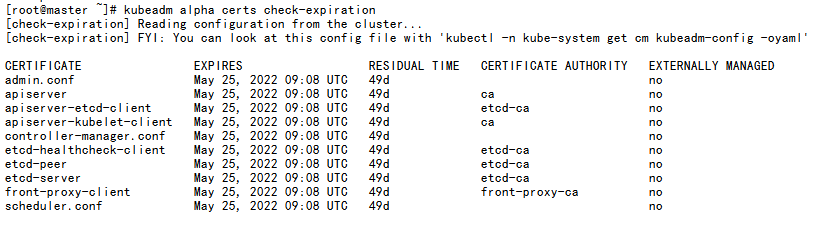 [root@master ~]# kubeadm alpha certs check-expiration
[check-expiration] Reading configuration from the cluster...
[check-expiration] FYI: You can look at this config file with 'kubectl -n kube-system get cm kubeadm-config -oyaml'

CERTIFICATE                EXPIRES                  RESIDUAL TIME   CERTIFICATE AUTHORITY   EXTERNALLY MANAGED
admin.conf                 May 25, 2022 09:08 UTC   49d                                     no
apiserver                  May 25, 2022 09:08 UTC   49d             ca                      no
apiserver-etcd-client      May 25, 2022 09:08 UTC   49d             etcd-ca                 no
apiserver-kubelet-client   May 25, 2022 09:08 UTC   49d             ca                      no
controller-manager.conf    May 25, 2022 09:08 UTC   49d                                     no
etcd-healthcheck-client    May 25, 2022 09:08 UTC   49d             etcd-ca                 no
etcd-peer                  May 25, 2022 09:08 UTC   49d             etcd-ca                 no
etcd-server                May 25, 2022 09:08 UTC   49d             etcd-ca                 no
front-proxy-client         May 25, 2022 09:08 UTC   49d             front-proxy-ca          no
scheduler.conf             May 25, 2022 09:08 UTC   49d                                     no